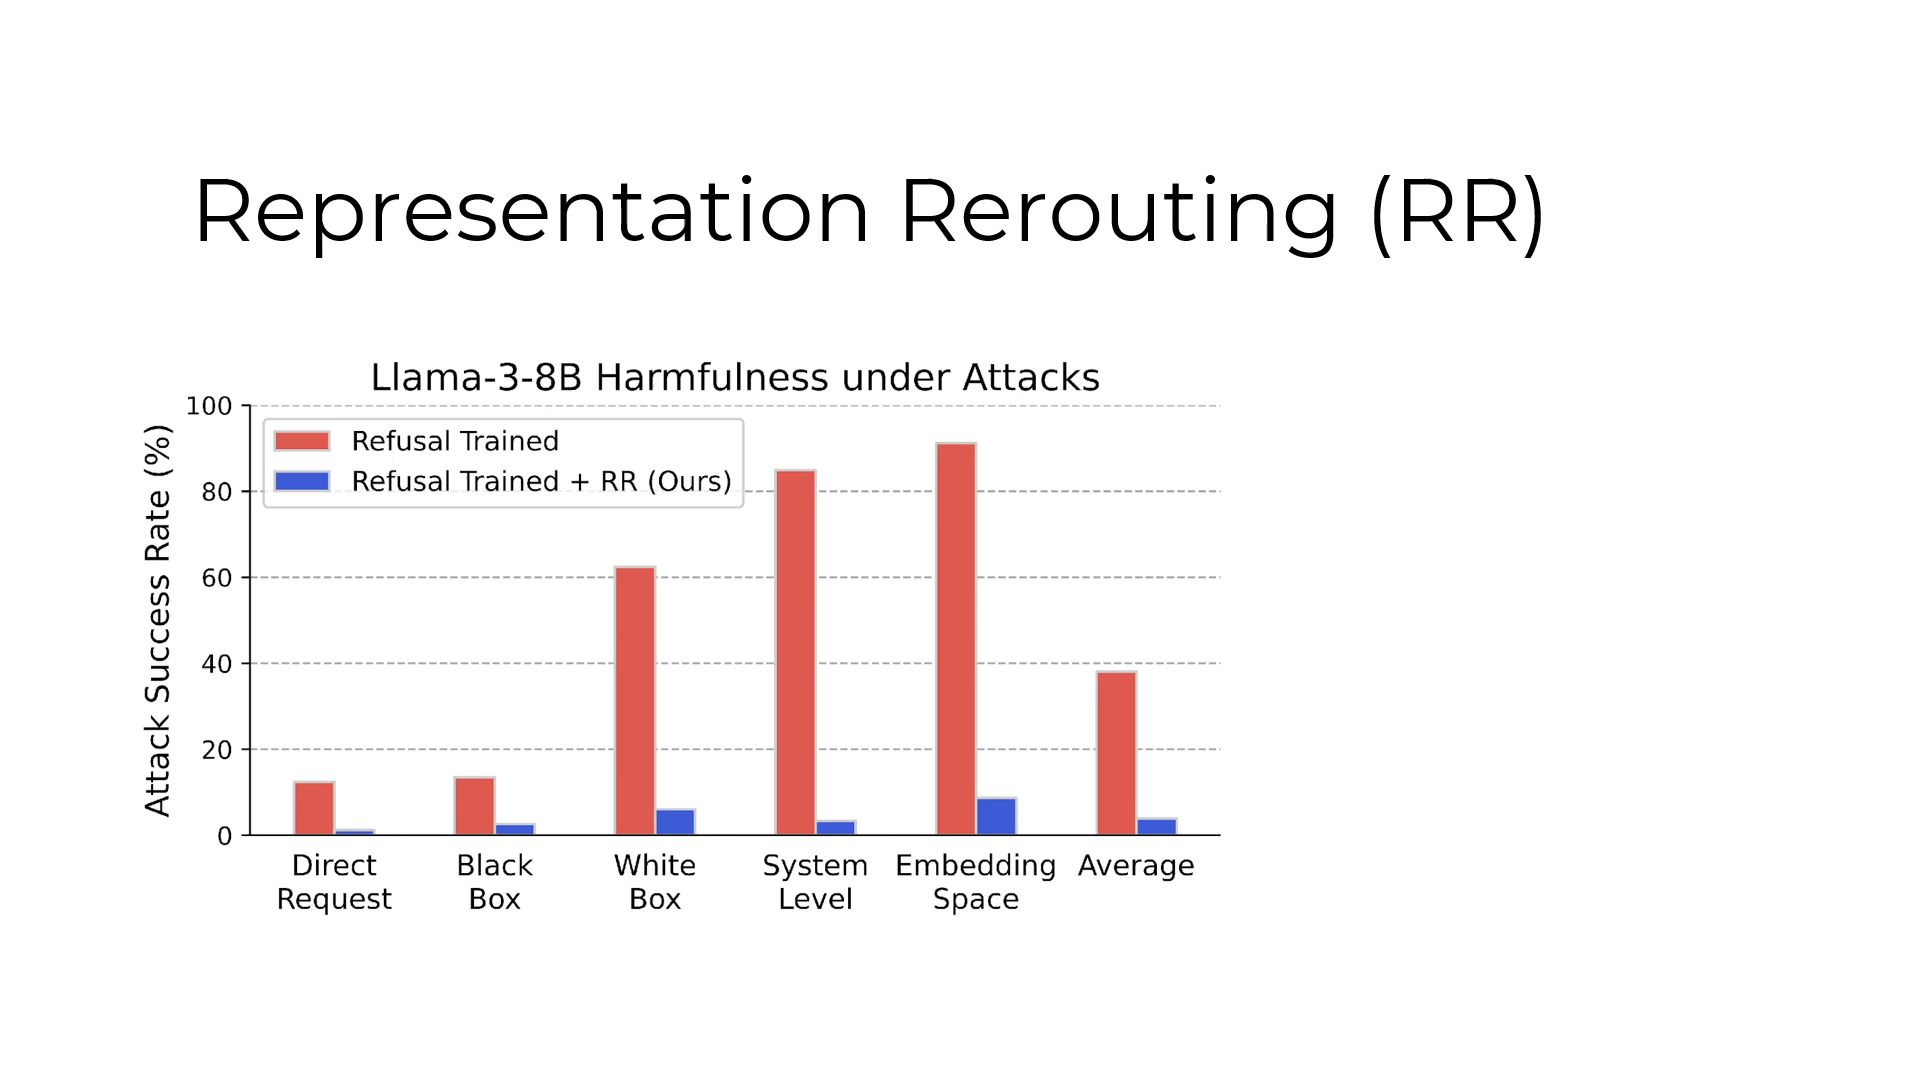 Representation Rerouting (RR)
Llama-3-8B Harmfulness under Attacks
Attack Success Rate (%)
100
80
60
40
20
0
Refusal Trained
Refusal Trained + RR (Ours)
Direct
Request
Black
Box
White
Box
System
Level
Embedding
Space
Average